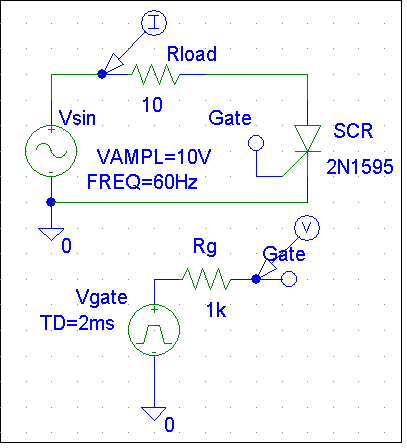 I
Rload
10
Vsin
Gate
SCR
VAMPL=10V
2N1595
FREQ=60Hz
0
V
Rg
Gate
Vgate
1k
TD=2ms
0